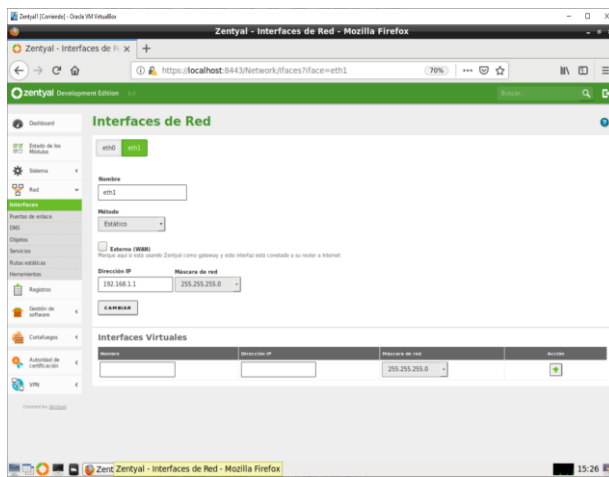 Zentyal1 [Corriendo] - Oracle VM VirtualBox
Zentyal - Interfaces de Red - Mozilla Firefox
Zentyal - Interfaces de R
https://localhost:8443/Network/Ifaces?iface=eth1
70%
zentyal Development Edition
Buscar...
Dashboard
Estado de los
Módulos
Sistema
Red
Interfaces
Puertas de enlace
DNS
Objetos
Servicios
Rutas estáticas
Herramientas
Registros
Gestión de
software
Cortafuegos
Autoridad de
certificación
VPN
Created by Zentyal
Interfaces de Red
eth0 eth1
Nombre
eth1
Método
Estático
Externo (WAN)
Marque aquí si está usando Zentyal como gateway y este interfaz está conetado a su router a Internet
Dirección IP Máscara de red
192.168.1.1 255.255.255.0
CAMBIAR
Interfaces Virtuales
Nombre Dirección IP Máscara de red Acción
255.255.255.0
Zent
Zentyal - Interfaces de Red - Mozilla Firefox
15:26